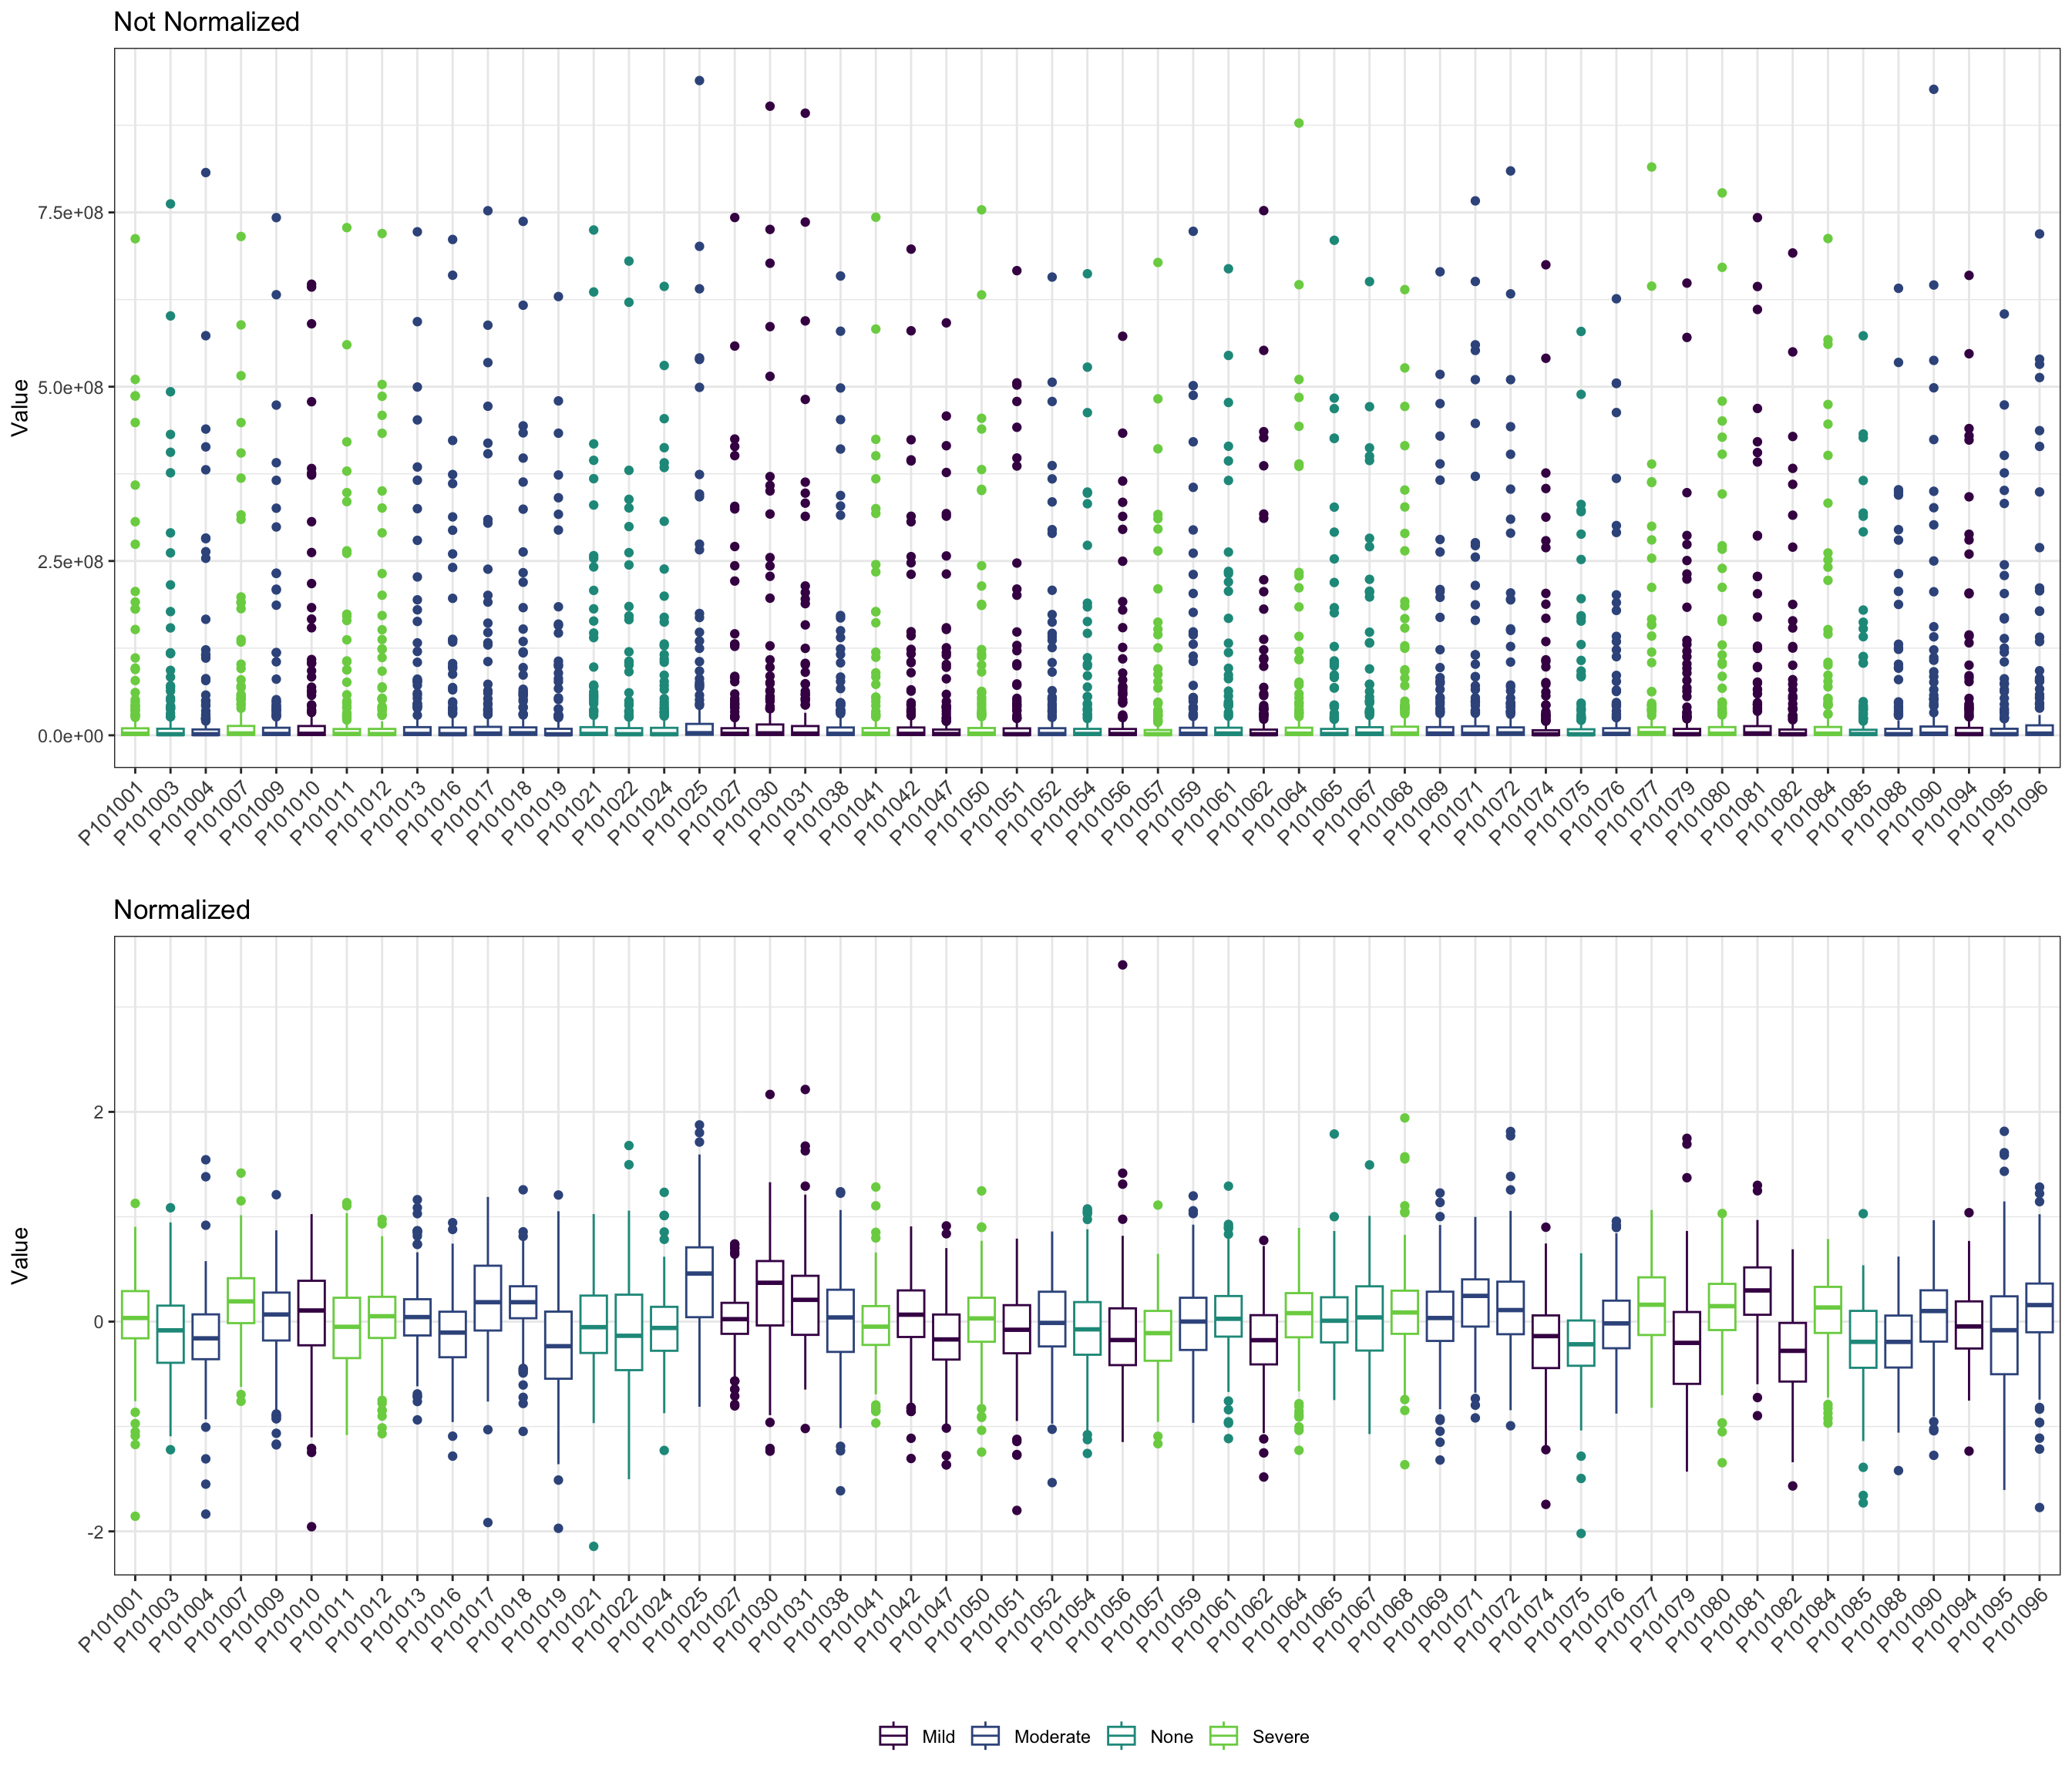 Not Normalized
Value
7.5e+08
5.0e+08
2.5e+08
0.0e+00
P101001 P101003 P101004 P101007 P101009 P101010 P101011 P101012 P101013 P101016 P101017 P101018 P101019 P101021 P101022 P101024 P101025 P101027 P101030 P101031 P101038 P101041 P101042 P101047 P101050 P101051 P101052 P101054 P101056 P101057 P101059 P101061 P101062 P101064 P101065 P101067 P101068 P101069 P101071 P101072 P101074 P101075 P101076 P101077 P101079 P101080 P101081 P101082 P101084 P101085 P101088 P101090 P101094 P101095 P101096
Normalized
Value
2
0
-2
P101001 P101003 P101004 P101007 P101009 P101010 P101011 P101012 P101013 P101016 P101017 P101018 P101019 P101021 P101022 P101024 P101025 P101027 P101030 P101031 P101038 P101041 P101042 P101047 P101050 P101051 P101052 P101054 P101056 P101057 P101059 P101061 P101062 P101064 P101065 P101067 P101068 P101069 P101071 P101072 P101074 P101075 P101076 P101077 P101079 P101080 P101081 P101082 P101084 P101085 P101088 P101090 P101094 P101095 P101096
Mild Moderate None Severe